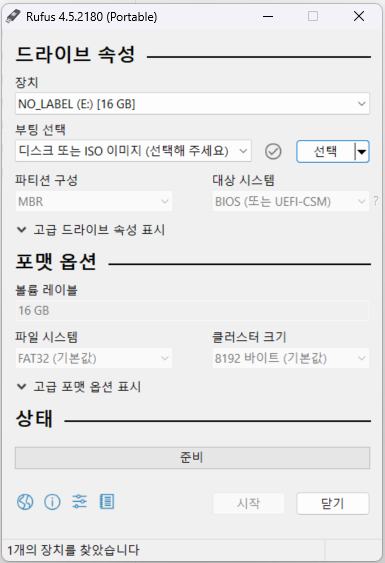 Rufus 4.5.2180 (Portable)
드라이브 속성
장치
NO_LABEL (E:) [16 GB]
부팅 선택
디스크 또는 ISO 이미지 (선택해 주세요)
선택
파티션 구성
대상 시스템
MBR
BIOS (또는 UEFI-CSM)
?
고급 드라이브 속성 표시
포맷 옵션
볼륨 레이블
16 GB
파일 시스템
클러스터 크기
FAT32 (기본값)
8192 바이트 (기본값)
고급 포맷 옵션 표시
상태
준비
시작
닫기
1개의 장치를 찾았습니다